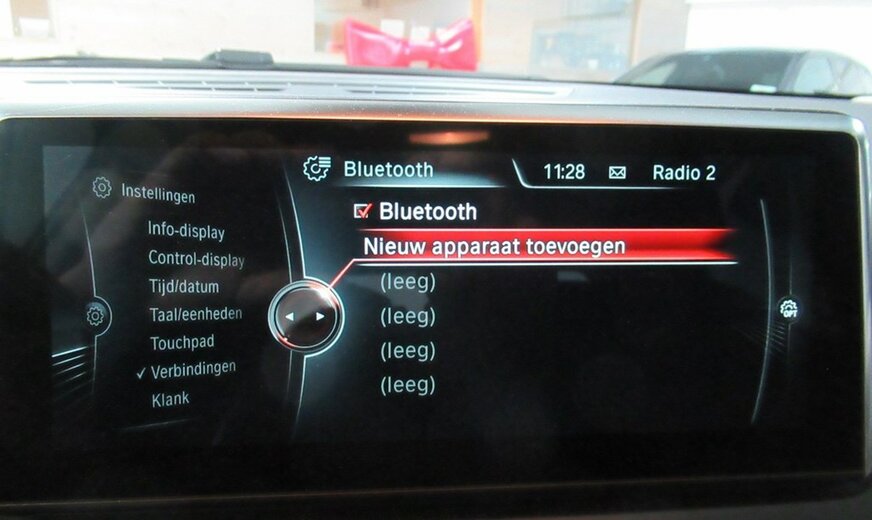 Bluetooth
11:28
Radio 2
Instellingen
Info-display
Control-display
Tijd/datum
Taal/eenheden
Touchpad
Verbindingen
Klank
Bluetooth
Nieuw apparaat toevoegen
(leeg)
(leeg)
(leeg)
(leeg)
OPT